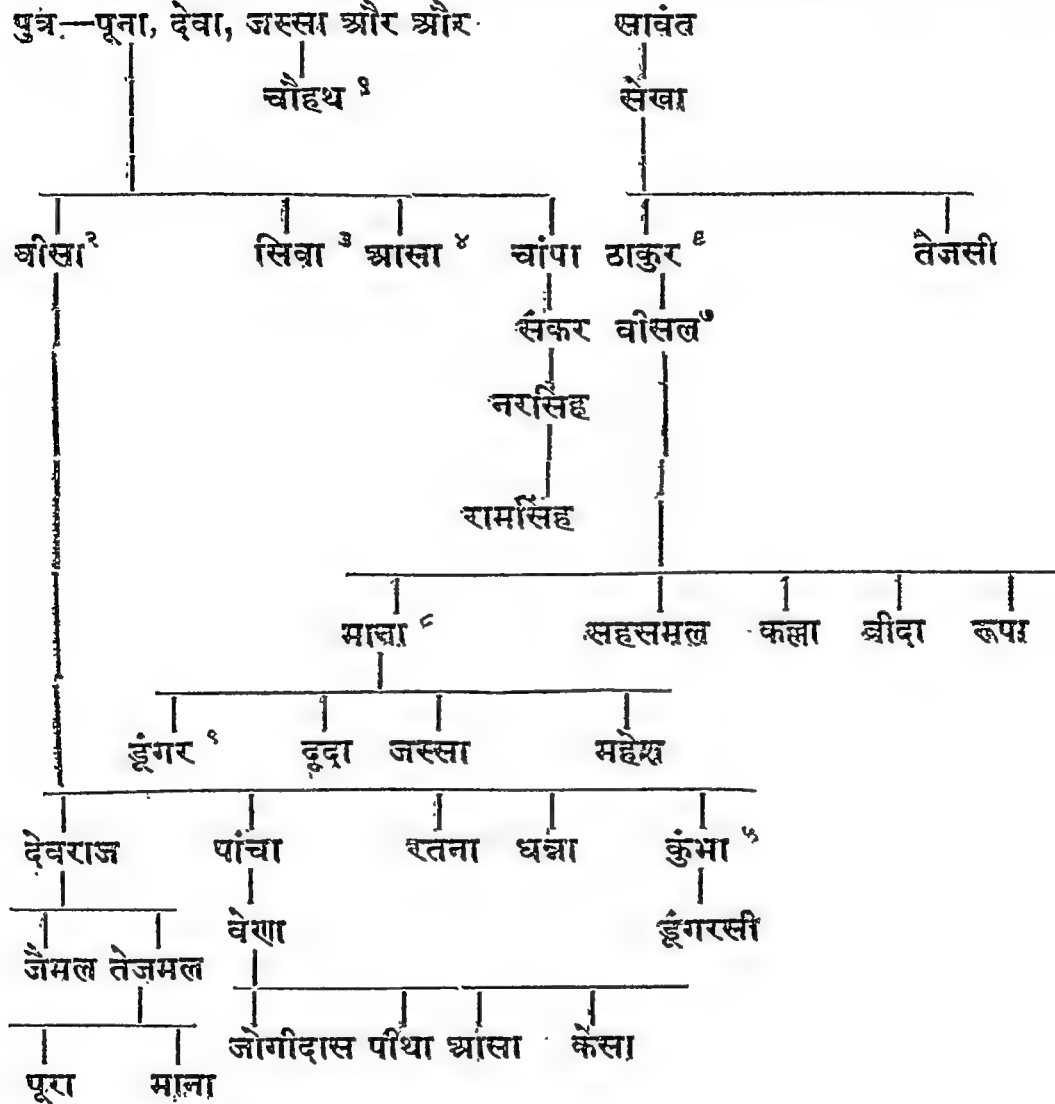 पुत्र—पूना, देवा, जस्सा और और सावंत
चौहथ १ सेखा
वीसा २ सिवा ३ आसा ४ चांपा ठाकुर ६ तेजसी
संकर वीसल ७
नरसिंह
रामसिंह
माना ८ सहसमल कल्ला बीदा रूपा
डूंगर ९ दूदा जस्सा महेश
देवराज पांचा रतना धन्ना कुंभा ५
वेणा डूंगरसी
जैमल तेजमल
जोगीदास पीथा आसा केसा
पूरा माना